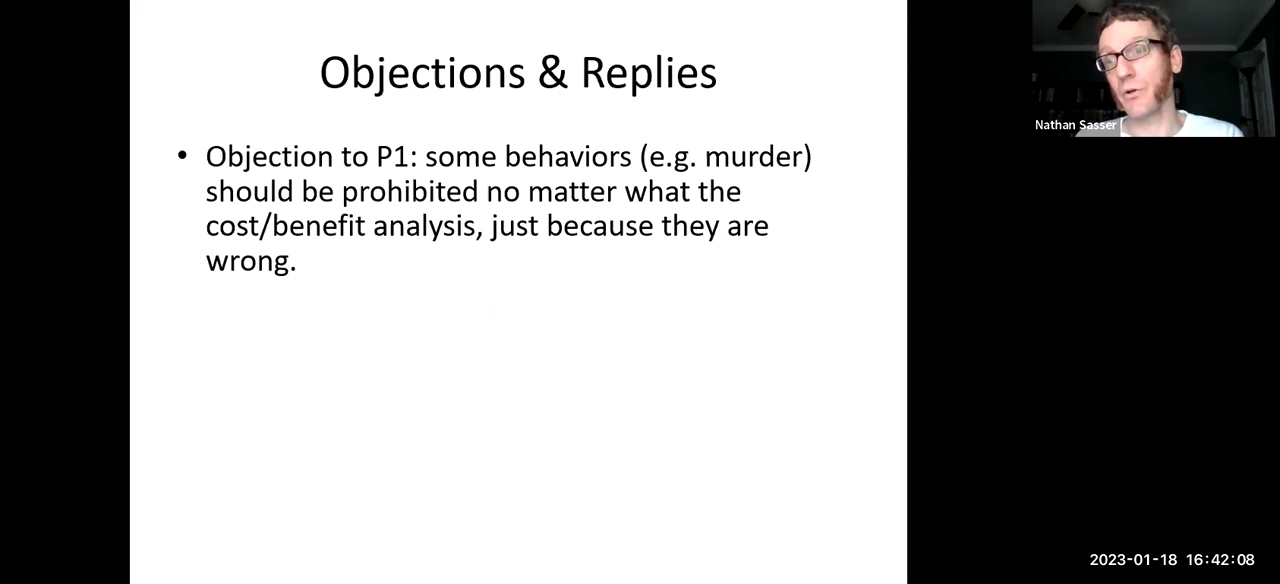 Objections & Replies
• Objection to P1: some behaviors (e.g. murder)
should be prohibited no matter what the
cost/benefit analysis, just because they are
wrong.
Nathan Sasser
2023-01-18 16:42:08